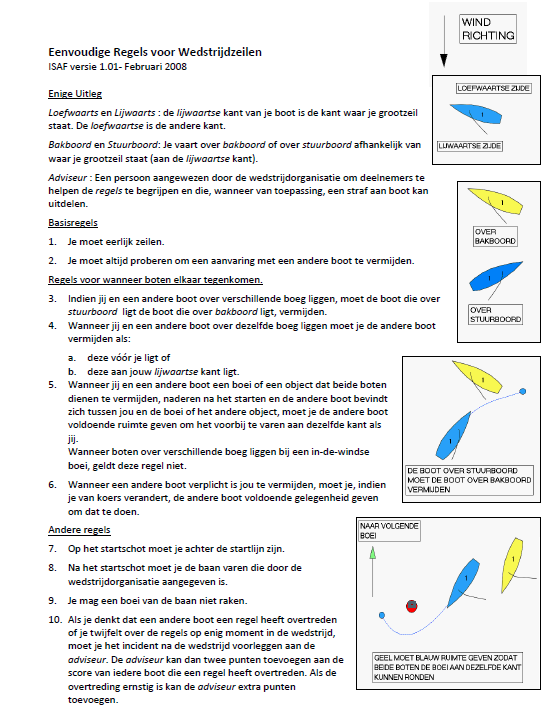 Eenvoudige Regels voor Wedstrijdzeilen
ISAF versie 1.01- Februari 2008
Enige Uitleg
Loefwaarts en Lijwaarts : de lijwaartse kant van je boot is de kant waar je grootzeil
staat. De loefwaartse is de andere kant.
Bakboord en Stuurboord: Je vaart over bakboord of over stuurboord afhankelijk van
waar je grootzeil staat (aan de lijwaartse kant).
Adviseur : Een persoon aangewezen door de wedstrijdorganisatie om deelnemers te
helpen de regels te begrijpen en die, wanneer van toepassing, een straf aan boot kan
uitdelen.
Basisregels
1. Je moet eerlijk zeilen.
2. Je moet altijd proberen om een aanvaring met een andere boot te vermijden.
Regels voor wanneer boten elkaar tegenkomen.
3. Indien jij en een andere boot over verschillende boeg liggen, moet de boot die over
stuurboord ligt de boot die over bakboord ligt, vermijden.
4. Wanneer jij en een andere boot over dezelfde boeg liggen moet je de andere boot
vermijden als:
a. deze vóór je ligt of
b. deze aan jouw lijwaartse kant ligt.
5. Wanneer jij en een andere boot een boei of een object dat beide boten
dienen te vermijden, naderen na het starten en de andere boot bevindt
zich tussen jou en de boei of het andere object, moet je de andere boot
voldoende ruimte geven om het voorbij te varen aan dezelfde kant als
jij.
Wanneer boten over verschillende boeg liggen bij een in-de-windse
boei, geldt deze regel niet.
6. Wanneer een andere boot verplicht is jou te vermijden, moet je, indien
je van koers verandert, de andere boot voldoende gelegenheid geven
om dat te doen.
Andere regels
7. Op het startschot moet je achter de startlijn zijn.
8. Na het startschot moet je de baan varen die door de
wedstrijdorganisatie aangegeven is.
9. Je mag een boei van de baan niet raken.
10. Als je denkt dat een andere boot een regel heeft overtreden
of je twijfelt over de regels op enig moment in de wedstrijd,
moet je het incident na de wedstrijd voorleggen aan de
adviseur. De adviseur kan dan twee punten toevoegen aan de
score van iedere boot die een regel heeft overtreden. Als de
overtreding ernstig is kan de adviseur extra punten
toevoegen.
WIND
RICHTING
LOEFWAARTSE ZIJDE
LIJWAARTSE ZIJDE
1
OVER
BAKBOORD
1
OVER
STUURBOORD
1
1
DE BOOT OVER STUURBOORD
MOET DE BOOT OVER BAKBOORD
VERMIJDEN
NAAR VOLGENDE
BOEI
1
1
GEEL MOET BLAUW RUIMTE GEVEN ZODAT
BEIDE BOTEN DE BOEI AAN DEZELFDE KANT
KUNNEN RONDEN